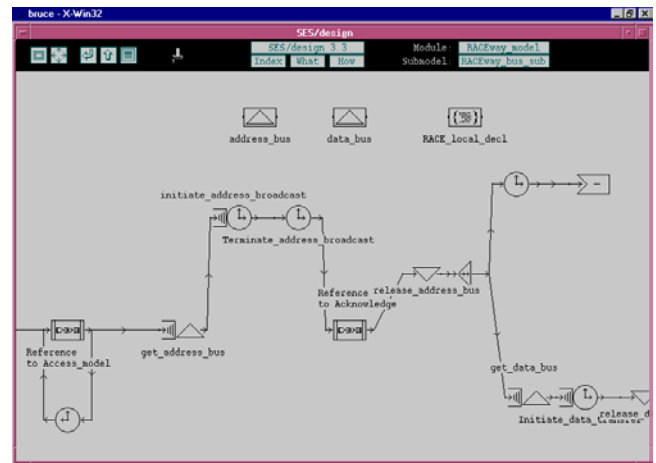 bruce - X-Win32
SES/design
SES/design 3.3
Module: RACEway_model
Index What How
Submodel: RACEway_bus_sub
address_bus
data_bus
RACE_local_decl
initiate_address_broadcast
Terminate_address_broadcast
Reference
to Acknowledge
release_address_bus
Reference
to Access_model
get_address_bus
get_data_bus
Initiate_data_
release_d